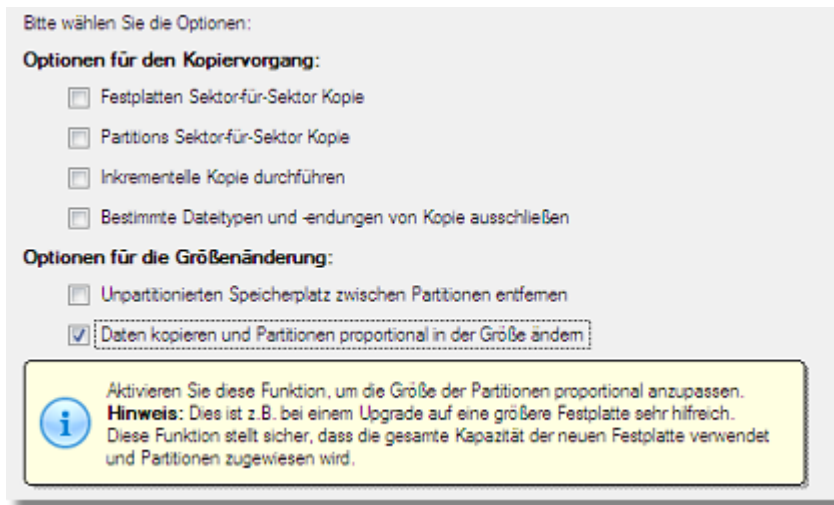 Bitte wählen Sie die Optionen:
Optionen für den Kopiervorgang:
Festplatten Sektor-für-Sektor Kopie
Partitions Sektor-für-Sektor Kopie
Inkrementelle Kopie durchführen
Bestimmte Dateitypen und -endungen von Kopie ausschließen
Optionen für die Größenänderung:
Unpartitionierten Speicherplatz zwischen Partitionen entfernen
Daten kopieren und Partitionen proportional in der Größe ändern
Aktivieren Sie diese Funktion, um die Größe der Partitionen proportional anzupassen.
Hinweis: Dies ist z.B. bei einem Upgrade auf eine größere Festplatte sehr hilfreich.
Diese Funktion stellt sicher, dass die gesamte Kapazität der neuen Festplatte verwendet
und Partitionen zugewiesen wird.